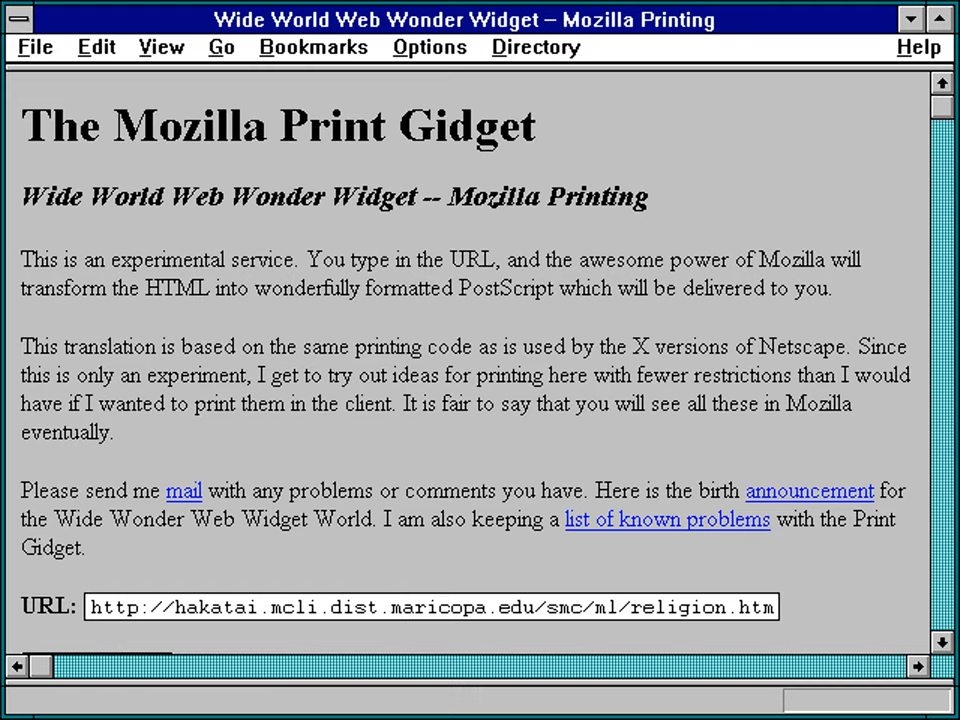 Wide World Web Wonder Widget – Mozilla Printing
File Edit View Go Bookmarks Options Directory Help
The Mozilla Print Gidget
Wide World Web Wonder Widget -- Mozilla Printing
This is an experimental service. You type in the URL, and the awesome power of Mozilla will
transform the HTML into wonderfully formatted PostScript which will be delivered to you.
This translation is based on the same printing code as is used by the X versions of Netscape. Since
this is only an experiment, I get to try out ideas for printing here with fewer restrictions than I would
have if I wanted to print them in the client. It is fair to say that you will see all these in Mozilla
eventually.
Please send me mail with any problems or comments you have. Here is the birth announcement for
the Wide Wonder Web Widget World. I am also keeping a list of known problems with the Print
Gidget.
URL: http://hakatai.mcli.dist.maricopa.edu/smc/ml/religion.htm